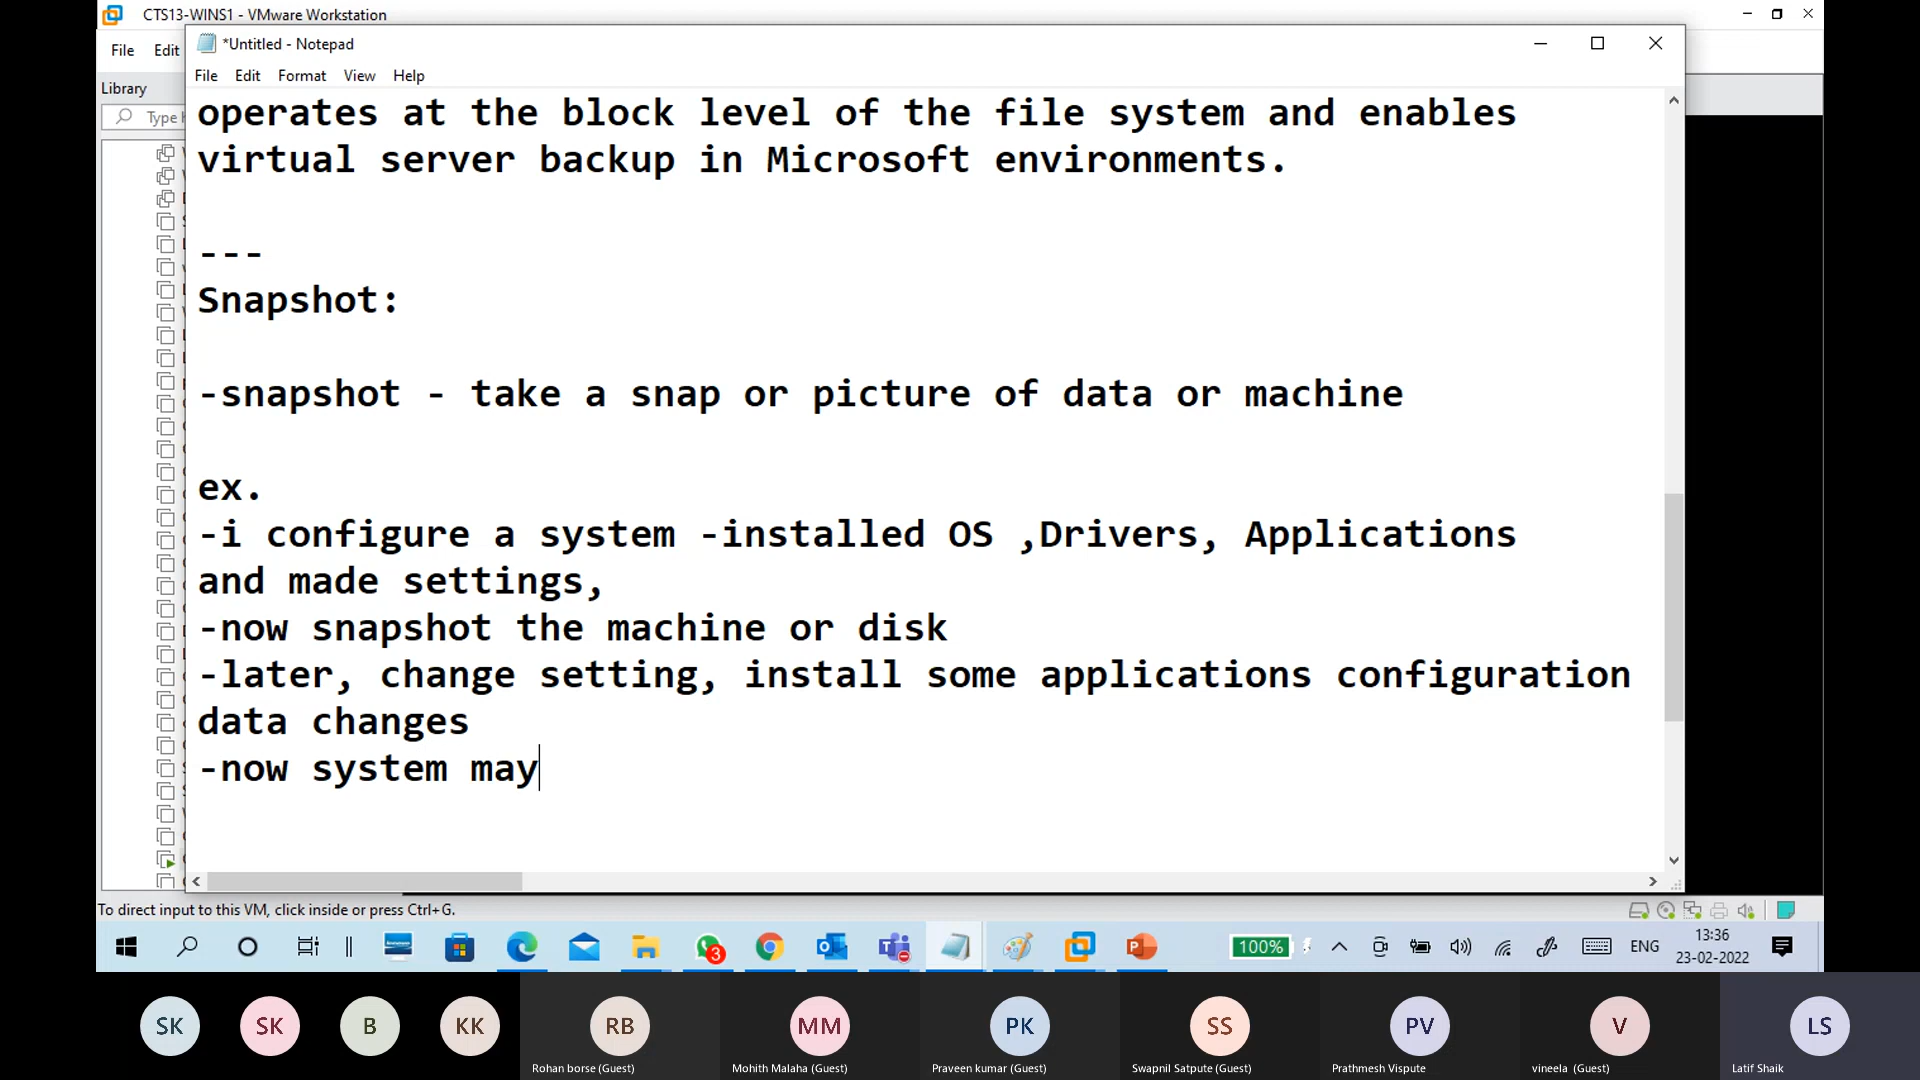 CTS13-WINS1 - VMware Workstation
File Edit
*Untitled - Notepad
File Edit Format View Help
Library
Type
operates at the block level of the file system and enables
virtual server backup in Microsoft environments.
---
Snapshot:
-snapshot - take a snap or picture of data or machine
ex.
-i configure a system -installed OS ,Drivers, Applications
and made settings,
-now snapshot the machine or disk
-later, change setting, install some applications configuration
data changes
-now system may
To direct input to this VM, click inside or press Ctrl+G.
3
100%
ENG
13:36
23-02-2022
SK SK B KK RB MM PK SS PV V LS
Rohan borse (Guest) Mohith Malaha (Guest) Praveen kumar (Guest) Swapnil Satpute (Guest) Prathmesh Vispute vineela (Guest) Latif Shaik